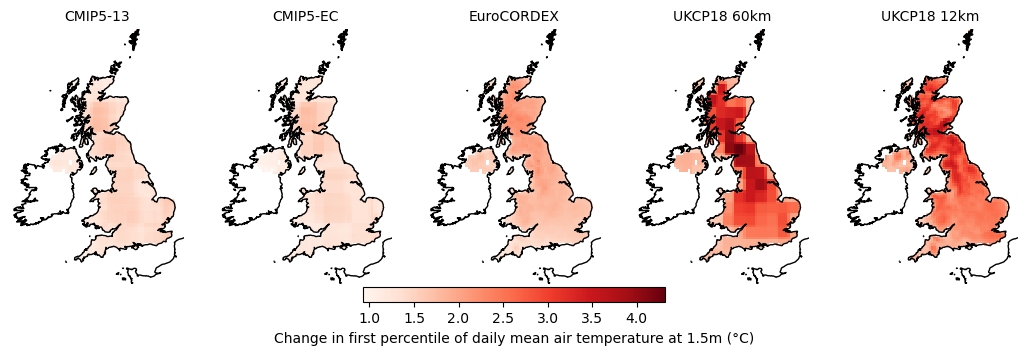 CMIP5-13 CMIP5-EC EuroCORDEX UKCP18 60km UKCP18 12km
1.0 1.5 2.0 2.5 3.0 3.5 4.0
Change in first percentile of daily mean air temperature at 1.5m (°C)